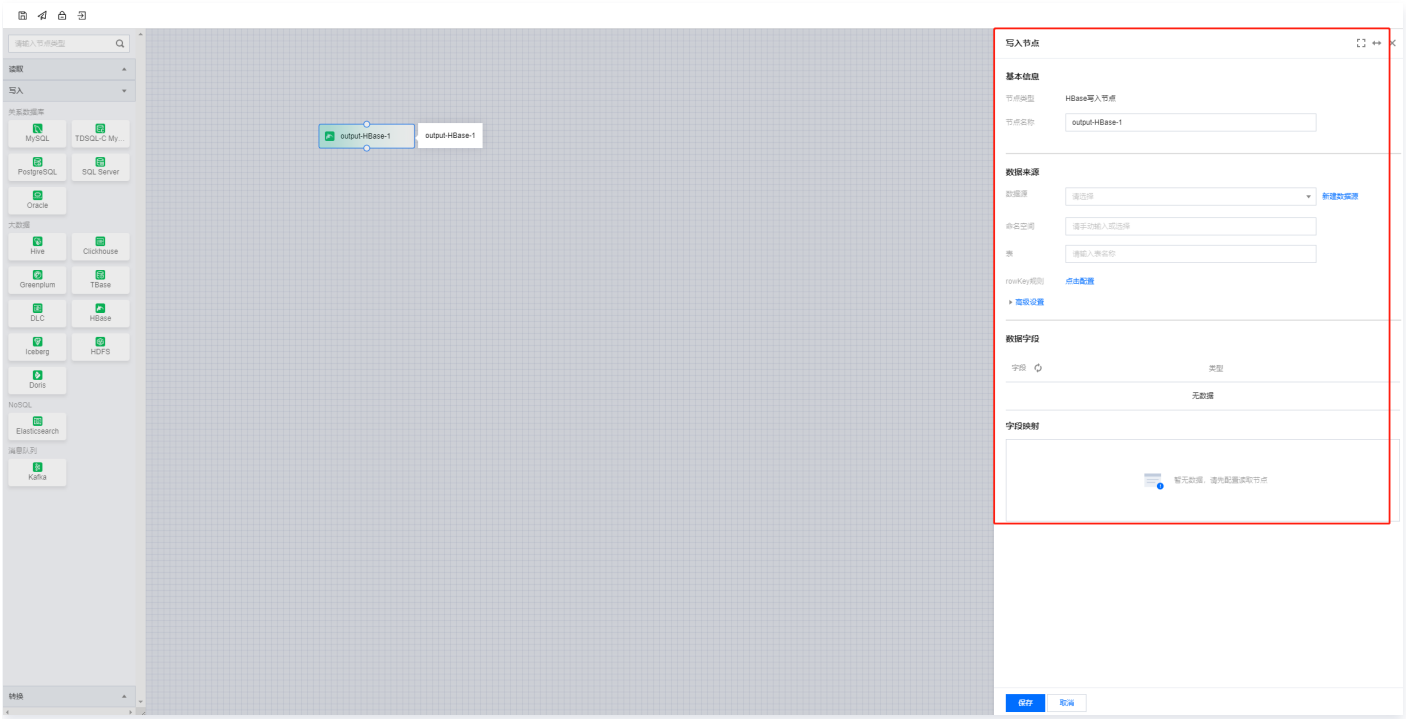 请输入节点类型
读取
写入
关系数据库
MySQL
TDSQL-C My...
PostgreSQL
SQL Server
Oracle
大数据
Hive
Clickhouse
Greenplum
TBase
DLC
HBase
Iceberg
HDFS
Doris
NoSQL
Elasticsearch
消息队列
Kafka
转换
output-HBase-1
output-HBase-1
写入节点
基本信息
节点类型 HBase写入节点
节点名称 output-HBase-1
数据来源
数据源 请选择 新建数据源
命名空间 请手动输入或选择
表 请输入表名称
rowKey规则 点击配置
高级设置
数据字段
字段 类型
无数据
字段映射
暂无数据，请先配置读取节点
保存 取消